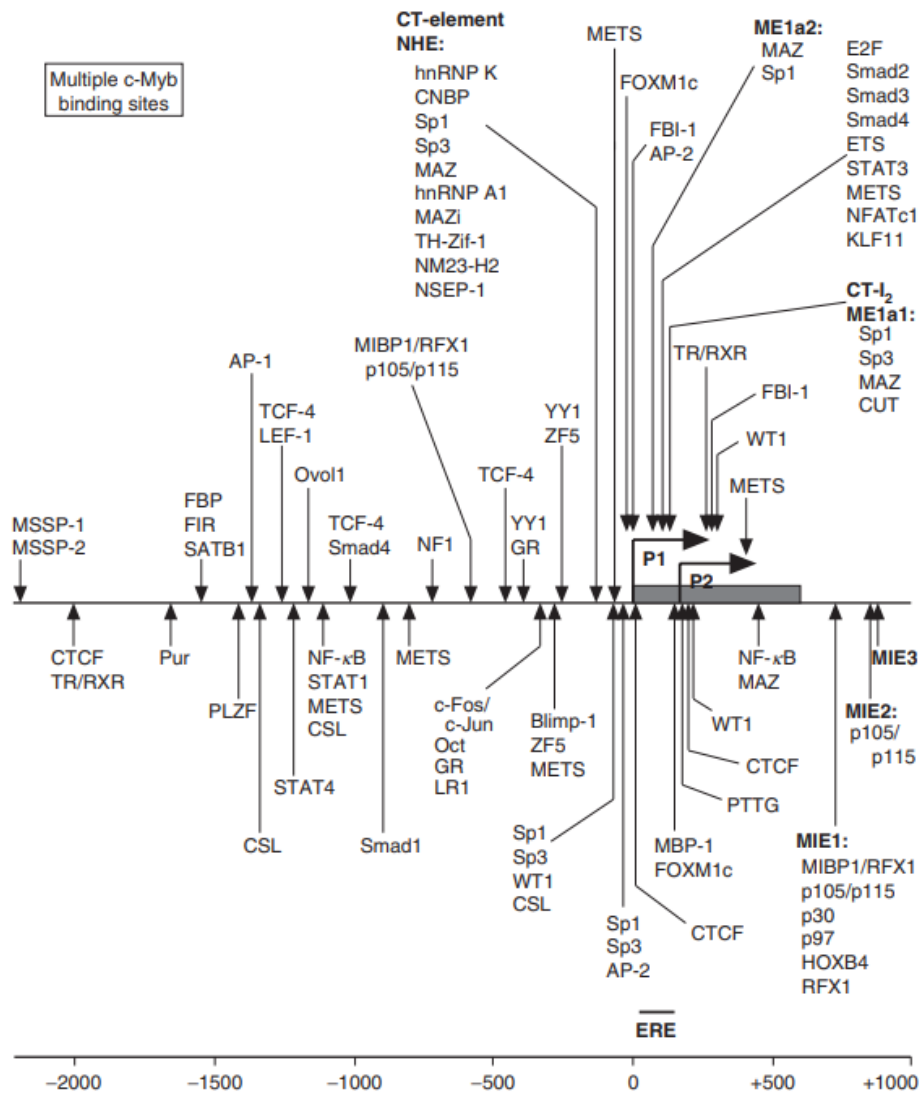 CT-element
NHE:
hnRNP K
CNBP
Sp1
Sp3
MAZ
hnRNP A1
MAZi
TH-Zif-1
NM23-H2
NSEP-1
METS
ME1a2:
MAZ
Sp1
E2F
Smad2
Smad3
Smad4
ETS
STAT3
METS
NFATc1
KLF11
Multiple c-Myb
binding sites
FOXM1c
FBI-1
AP-2
CT-I₂
ME1a1:
Sp1
Sp3
MAZ
CUT
MIBP1/RFX1
p105/p115
TR/RXR
FBI-1
WT1
METS
AP-1
TCF-4
LEF-1
Ovol1
YY1
ZF5
TCF-4
MSSP-1
MSSP-2
FBP
FIR
SATB1
TCF-4
Smad4
NF1
YY1
GR
P1
P2
CTCF
TR/RXR
Pur
PLZF
NF-κB
STAT1
METS
CSL
METS
c-Fos/
c-Jun
Oct
GR
LR1
Blimp-1
ZF5
METS
NF-κB
MAZ
MIE3
WT1
MIE2:
p105/
p115
CTCF
STAT4
PTTG
CSL
Smad1
Sp1
Sp3
WT1
CSL
MBP-1
FOXM1c
MIE1:
MIBP1/RFX1
p105/p115
p30
p97
HOXB4
RFX1
Sp1
Sp3
AP-2
CTCF
ERE
−2000 −1500 −1000 −500 0 +500 +1000